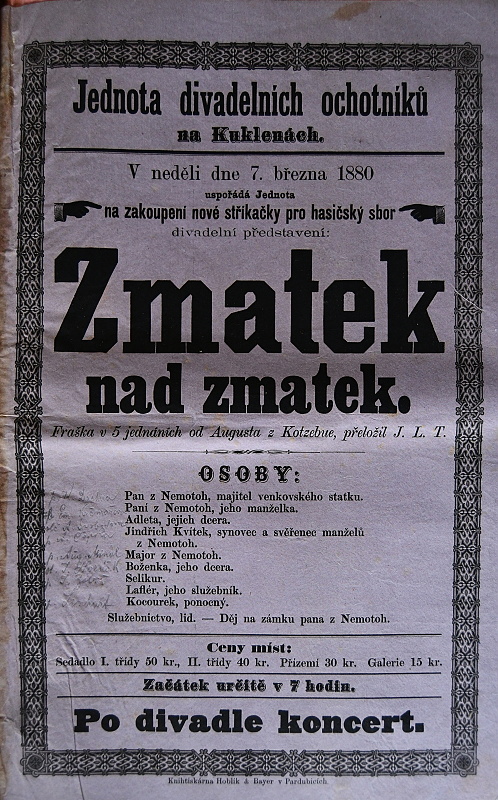 Jednota divadelních ochotníků
na Kuklenách.
V neděli dne 7. března 1880
uspořádá Jednota
na zakoupení nové stříkačky pro hasičský sbor
divadelní představení:
Zmatek
nad zmatek.
Fraška v 5 jednáních od Augusta z Kotzebue, přeložil J. L. T.
OSOBY:
Pan z Nemotoh, majitel venkovského statku.
Paní z Nemotoh, jeho manželka.
Adleta, jejich dcera.
Jindřich Kvítek, synovec a svěřenec manželů
z Nemotoh.
Major z Nemotoh.
Boženka, jeho dcera.
Selikur.
Laflér, jeho služebník.
Kocourek, ponocný.
Služebnictvo, lid. — Děj na zámku pana z Nemotoh.
Ceny míst:
Sedadlo I. třídy 50 kr., II. třídy 40 kr. Přízemí 30 kr. Galerie 15 kr.
Začátek určitě v 7 hodin.
Po divadle koncert.
Knihtiskárna Hoblík & Bayer v Pardubicích.